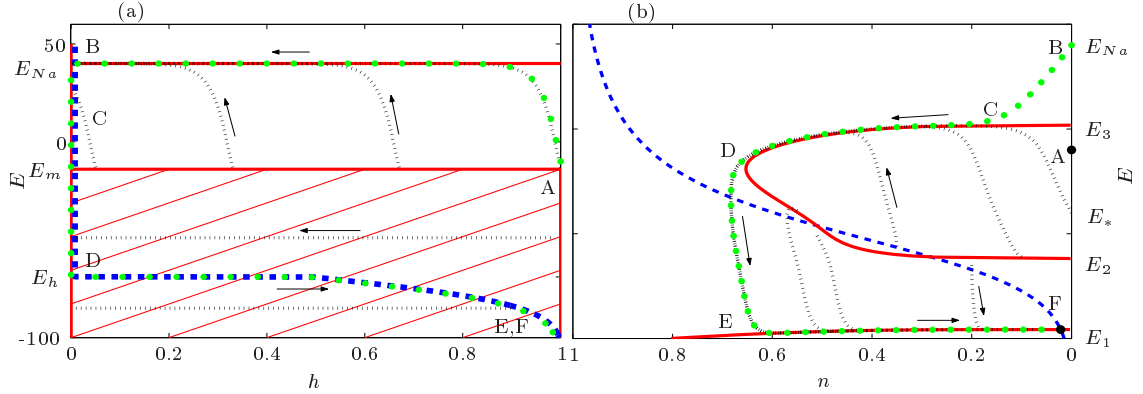 (a)
50
E_{Na}
0
E
E_m
E_h
-100
B
C
A
D
E,F
0
0.2
0.4
0.6
0.8
1
h
(b)
B
E_{Na}
C
D
E_3
A
E
E_*
E_2
F
E
E_1
1
0.8
0.6
0.4
0.2
0
n